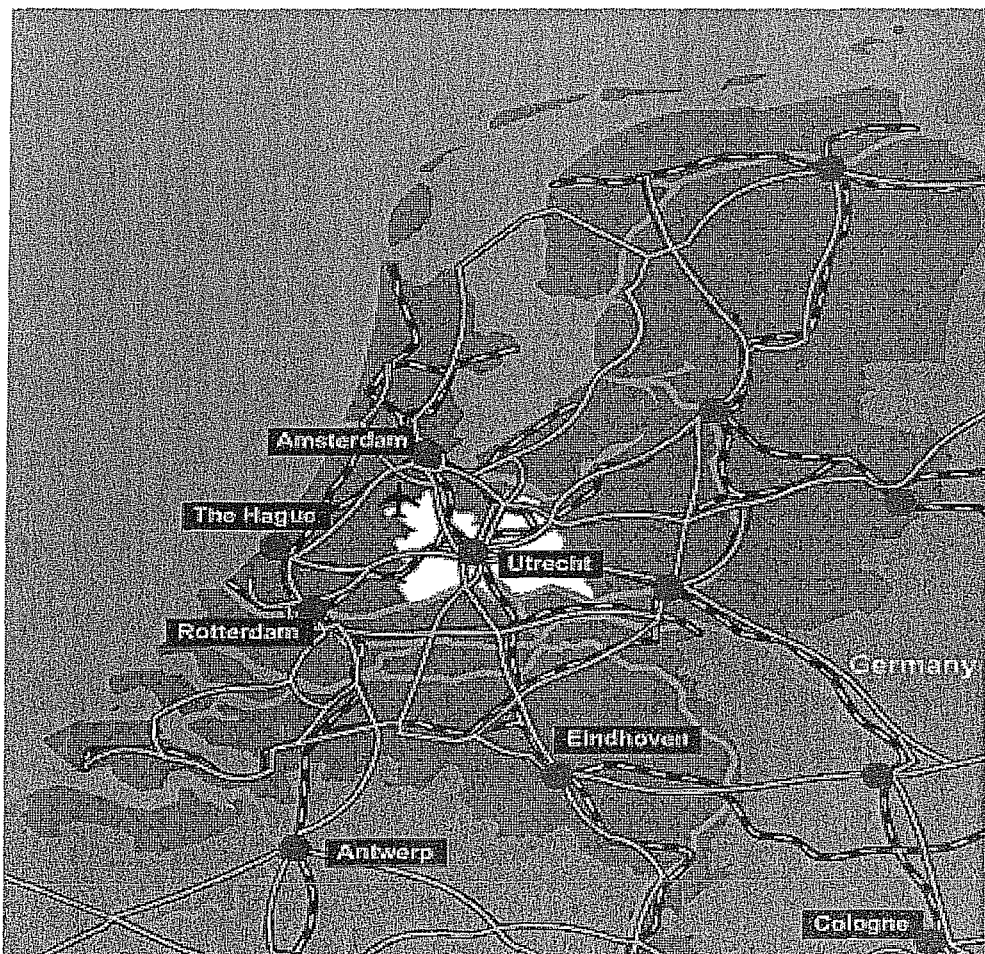 Amsterdam
The Hague
Utrecht
Rotterdam
Germany
Eindhoven
Antwerp
Cologne